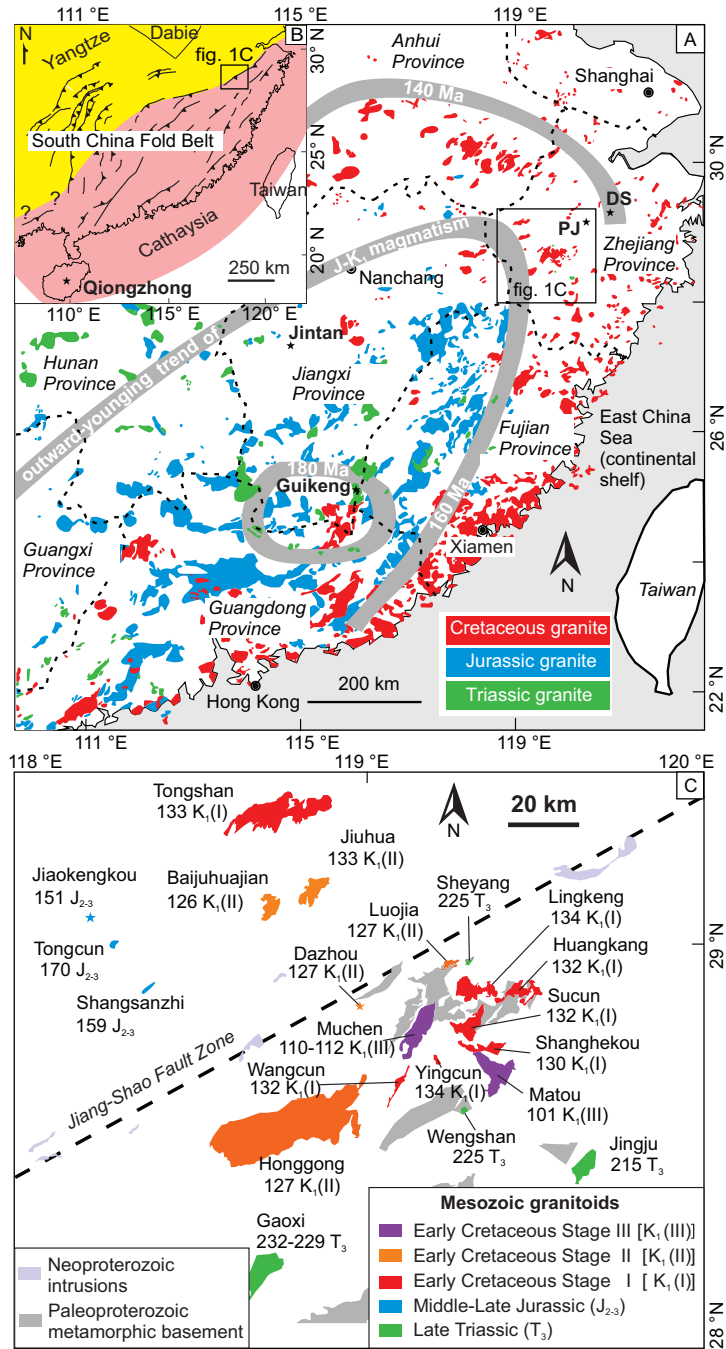 111 °E
115 °E
119 °E
N
B
A
Dabie
Yangtze
fig. 1C
South China Fold Belt
Taiwan
Cathaysia
Qiongzhong
250 km
30 °N
25 °N
20 °N
110 °E
115 °E
120 °E
Anhui
Province
Shanghai
140 Ma
30 °N
DS
PJ
Zhejiang
Province
fig. 1C
outward younging trend of J-K, magmatism
Nanchang
Hunan
Province
Jintan
Jiangxi
Province
Fujian
Province
East China
Sea
(continental
shelf)
26 °N
180 Ma
Guikeng
160 Ma
Guangxi
Province
Xiamen
N
Taiwan
Guangdong
Province
Cretaceous granite
Jurassic granite
Triassic granite
200 km
Hong Kong
22 °N
111 °E
115 °E
119 °E
118 °E
119 °E
120 °E
C
Tongshan
133 K₁(I)
N
20 km
Jiuhua
133 K₁(II)
Jiaokengkou
151 J₂₋₃
Baijuhuajian
126 K₁(II)
Sheyang
225 T₃
Lingkeng
134 K₁(I)
Luojia
127 K₁(II)
Huangkang
132 K₁(I)
29 °N
Tongcun
170 J₂₋₃
Dazhou
127 K₁(II)
Sucun
132 K₁(I)
Shangsanzhi
159 J₂₋₃
Muchen
110-112 K₁(III)
Shanghekou
130 K₁(I)
Jiang-Shao Fault Zone
Wangcun
132 K₁(I)
Yingcun
134 K₁(I)
Matou
101 K₁(III)
Wengshan
225 T₃
Jingju
215 T₃
Honggong
127 K₁(II)
Gaoxi
232-229 T₃
Mesozoic granitoids
Early Cretaceous Stage III [K₁(III)]
Early Cretaceous Stage II [K₁(II)]
Early Cretaceous Stage I [ K₁(I)]
Middle-Late Jurassic (J₂₋₃)
Late Triassic (T₃)
Neoproterozoic
intrusions
Paleoproterozoic
metamorphic basement
28 °N
? ?